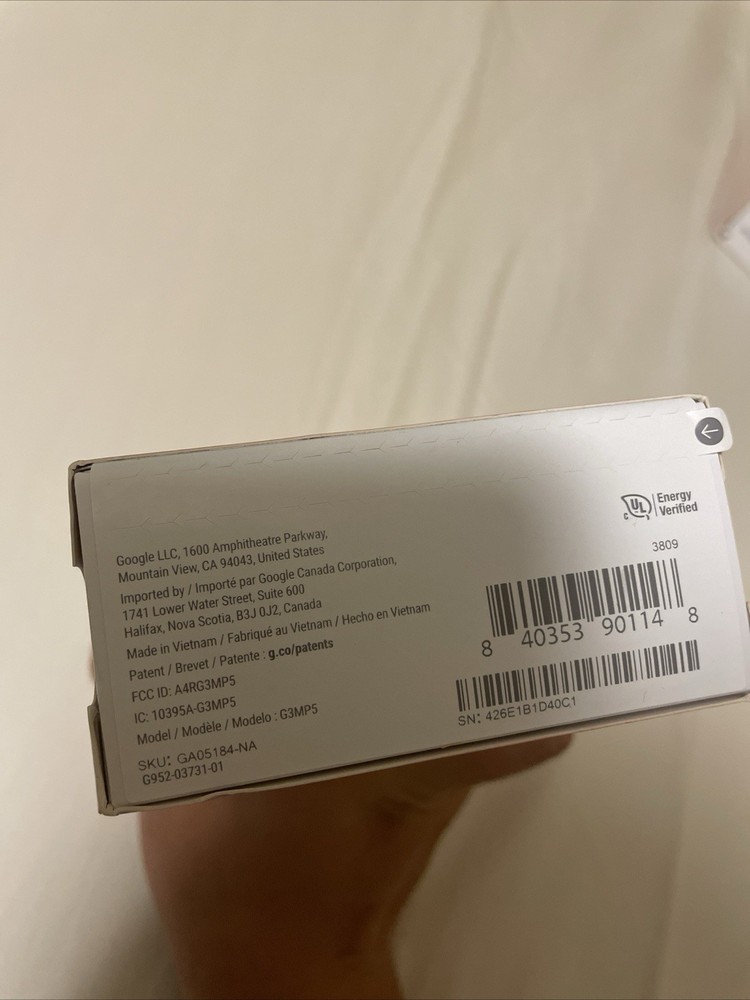 UL
C US
Energy
Verified
3809
Google LLC, 1600 Amphitheatre Parkway,
Mountain View, CA 94043, United States
Imported by / Importé par Google Canada Corporation,
1741 Lower Water Street, Suite 600
Halifax, Nova Scotia, B3J 0J2, Canada
Made in Vietnam / Fabriqué au Vietnam / Hecho en Vietnam
Patent / Brevet / Patente : g.co/patents
FCC ID: A4RG3MP5
IC: 10395A-G3MP5
Model / Modèle / Modelo : G3MP5
SKU: GA05184-NA
G952-03731-01
8 40353 90114 8
SN: 426E1B1D40C1